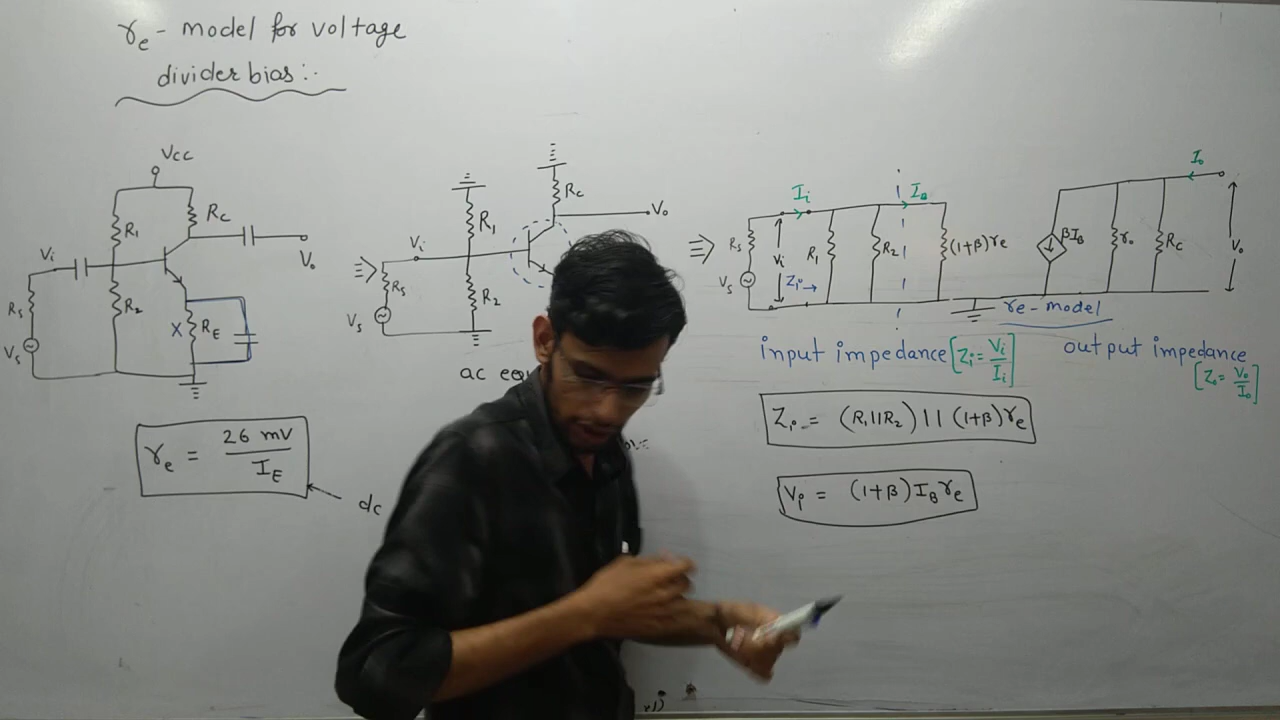 re - model for voltage
divider bias :-
Vcc
R1
RC
Vi
Vo
Rs
R2
X
RE
Vs
re = 26 mV / IE
dc
RC
R1
Vo
Vi
Rs
R2
Vs
ac
⇒
Ii
IB
Io
Rs
Vi
R1
R2
(1+β)re
βIB
ro
RC
Vo
Vs
Zi →
re - model
input impedance [Zi = Vi / Ii]
output impedance
[Zo = Vo / Io]
Zi = (R1 || R2) || (1+β)re
Vi = (1+β) IB re